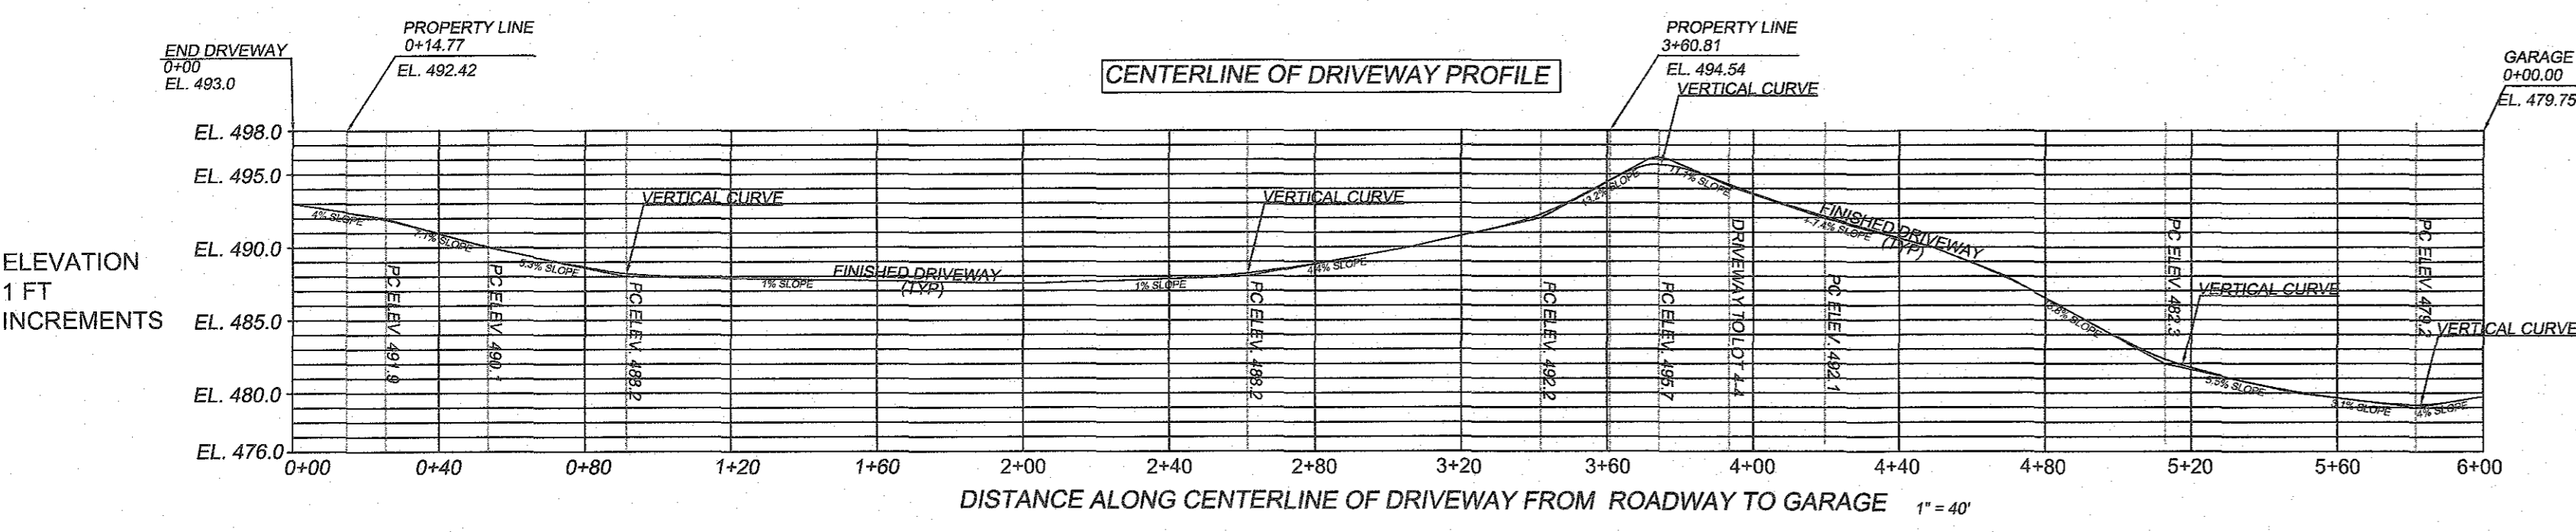 PROPERTY LINE
0+14.77
EL. 492.42
END DRVEWAY
0+00
EL. 493.0
CENTERLINE OF DRIVEWAY PROFILE
PROPERTY LINE
3+60.81
EL. 494.54
VERTICAL CURVE
GARAGE
0+00.00
EL. 479.75
ELEVATION
1 FT
INCREMENTS
EL. 498.0
EL. 495.0
EL. 490.0
EL. 485.0
EL. 480.0
EL. 476.0
4% SLOPE
7.1% SLOPE
5.3% SLOPE
VERTICAL CURVE
1% SLOPE
FINISHED DRIVEWAY
(TYP)
1% SLOPE
VERTICAL CURVE
4.4% SLOPE
13.2% SLOPE
11.1% SLOPE
FINISHED DRIVEWAY
(TYP)
7.4% SLOPE
SLOPE
VERTICAL CURVE
5.5% SLOPE
3.1% SLOPE
4% SLOPE
VERTICAL CURVE
PC ELEV. 491.9
PC ELEV. 490.1
PC ELEV. 488.2
PC ELEV. 488.2
PC ELEV. 492.2
PC ELEV. 495.7
DRIVEWAY TO LOT 4-4
PC ELEV. 492.1
PC ELEV. 482.3
PC ELEV. 479.2
0+00
0+40
0+80
1+20
1+60
2+00
2+40
2+80
3+20
3+60
4+00
4+40
4+80
5+20
5+60
6+00
DISTANCE ALONG CENTERLINE OF DRIVEWAY FROM ROADWAY TO GARAGE
1" = 40'